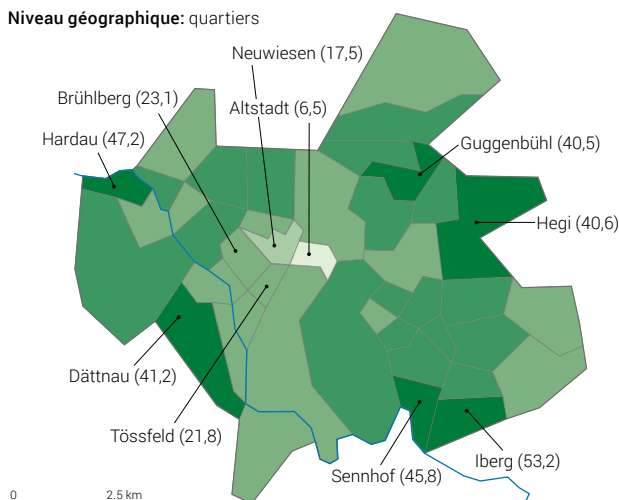 Niveau géographique: quartiers
Neuwiesen (17,5)
Brühlberg (23,1)
Altstadt (6,5)
Hardau (47,2)
Guggenbühl (40,5)
Hegi (40,6)
Dättnau (41,2)
Tössfeld (21,8)
Iberg (53,2)
Sennhof (45,8)
0 2.5 km